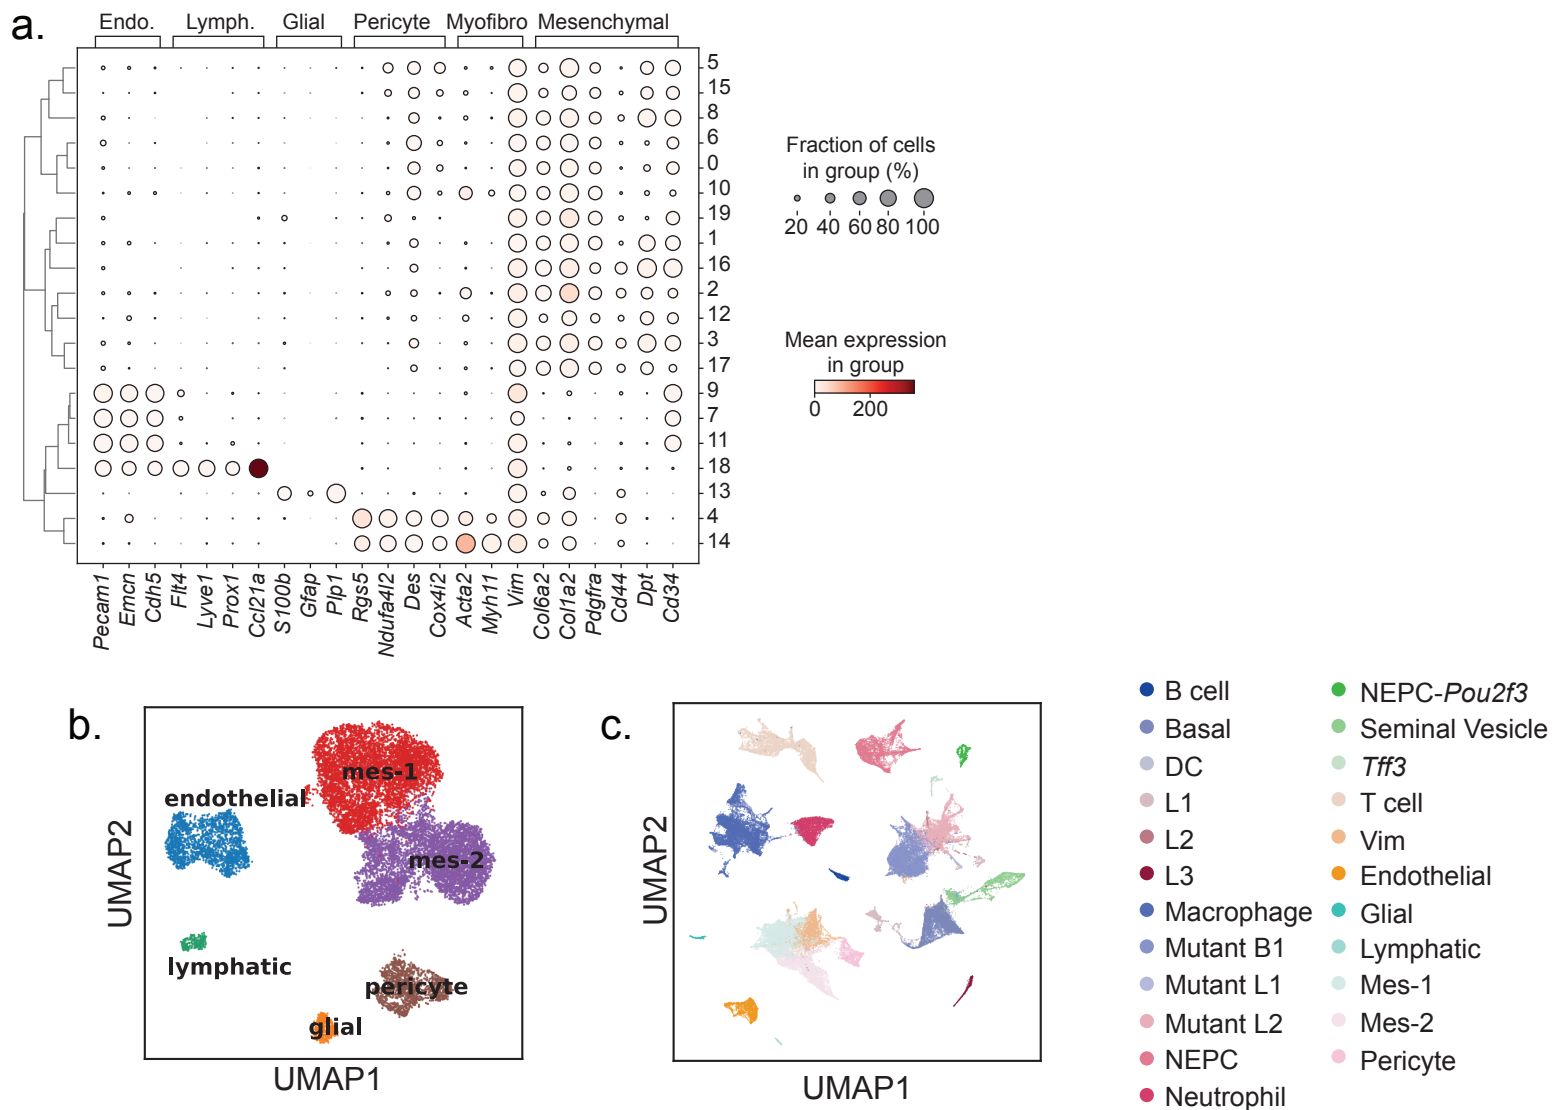 a.
Endo. Lymph. Glial Pericyte Myofibro Mesenchymal
5
15
8
6
0
10
19
1
16
2
12
3
17
9
7
11
18
13
4
14
Pecam1 Emcn Cdh5 Flt4 Lyve1 Prox1 Ccl21a S100b Gfap Plp1 Rgs5 Ndufa4l2 Des Cox4i2 Acta2 Myh11 Vim Col6a2 Col1a2 Pdgfra Cd44 Dpt Cd34
Fraction of cells
in group (%)
20 40 60 80 100
Mean expression
in group
0 200
b.
mes-1
endothelial
mes-2
lymphatic
pericyte
glial
UMAP2
UMAP1
c.
UMAP2
UMAP1
B cell
Basal
DC
L1
L2
L3
Macrophage
Mutant B1
Mutant L1
Mutant L2
NEPC
Neutrophil
NEPC-Pou2f3
Seminal Vesicle
Tff3
T cell
Vim
Endothelial
Glial
Lymphatic
Mes-1
Mes-2
Pericyte